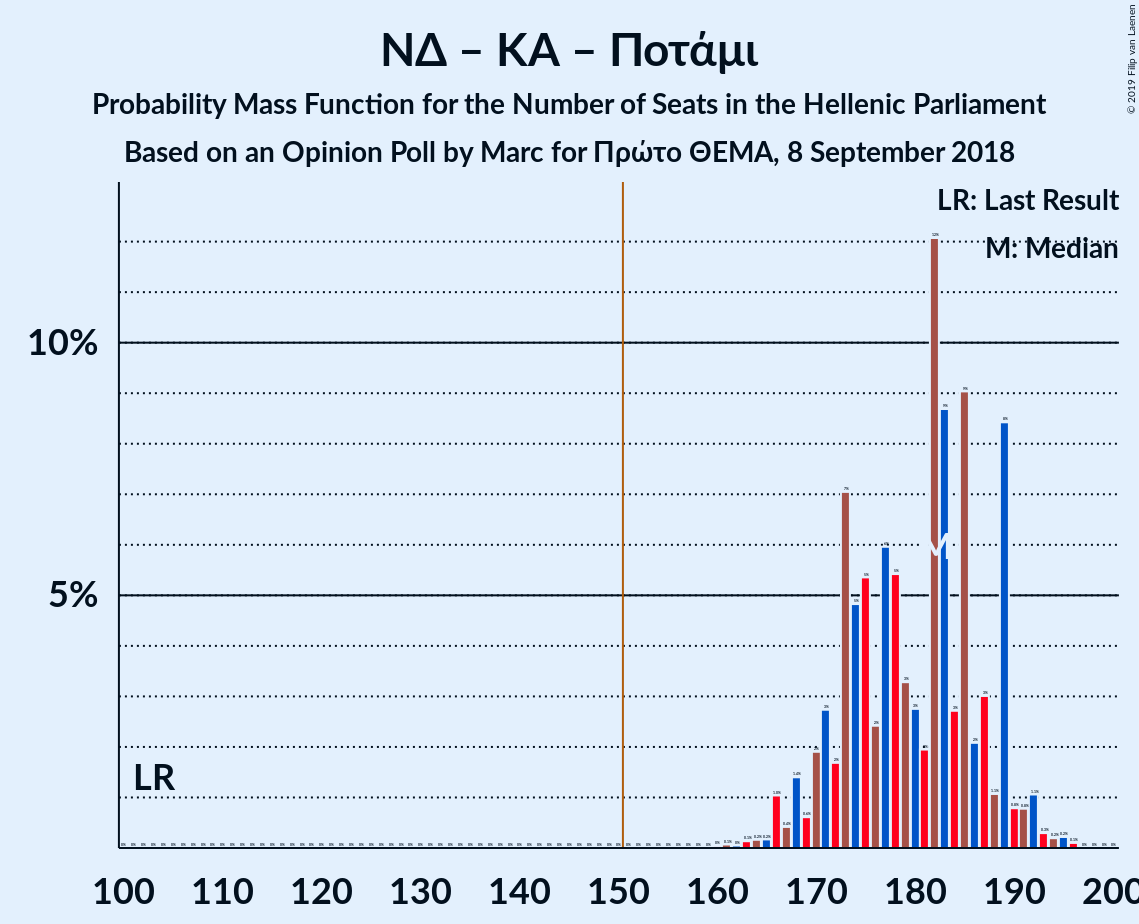 © 2019 Filip van Laenen
ΝΔ – ΚΑ – Ποτάμι
Probability Mass Function for the Number of Seats in the Hellenic Parliament
Based on an Opinion Poll by Marc for Πρώτο ΘΕΜΑ, 8 September 2018
LR: Last Result
M: Median
10%
5%
LR
M
100 110 120 130 140 150 160 170 180 190 200